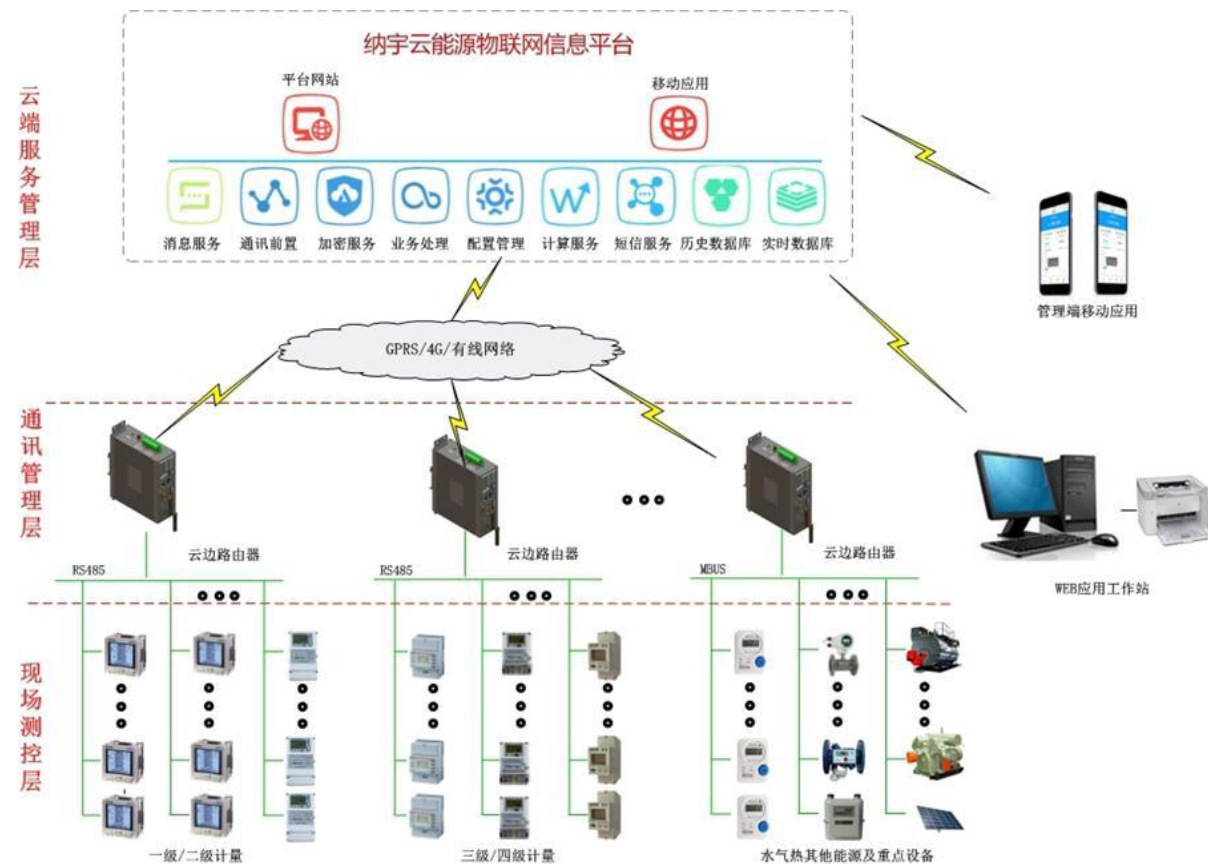 纳宇云能源物联网信息平台
平台网站
移动应用
消息服务
通讯前置
加密服务
业务处理
配置管理
计算服务
短信服务
历史数据库
实时数据库
云端服务管理层
管理端移动应用
GPRS/4G/有线网络
通讯管理层
云边路由器
云边路由器
云边路由器
WEB应用工作站
RS485
RS485
MBUS
现场测控层
一级/二级计量
三级/四级计量
水气热其他能源及重点设备